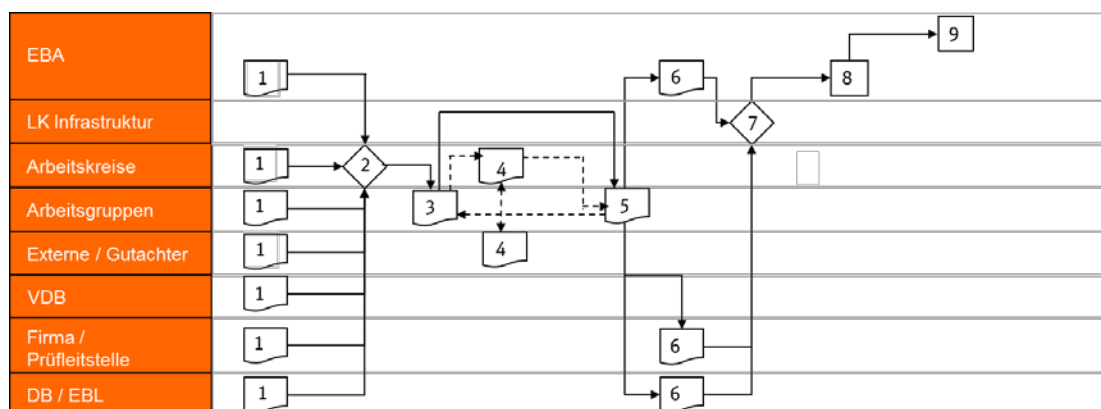 EBA
9
1
6
8
LK Infrastruktur
7
Arbeitskreise
1
2
4
Arbeitsgruppen
1
3
5
Externe / Gutachter
1
4
VDB
1
Firma /
Prüfleitstelle
1
6
DB / EBL
1
6